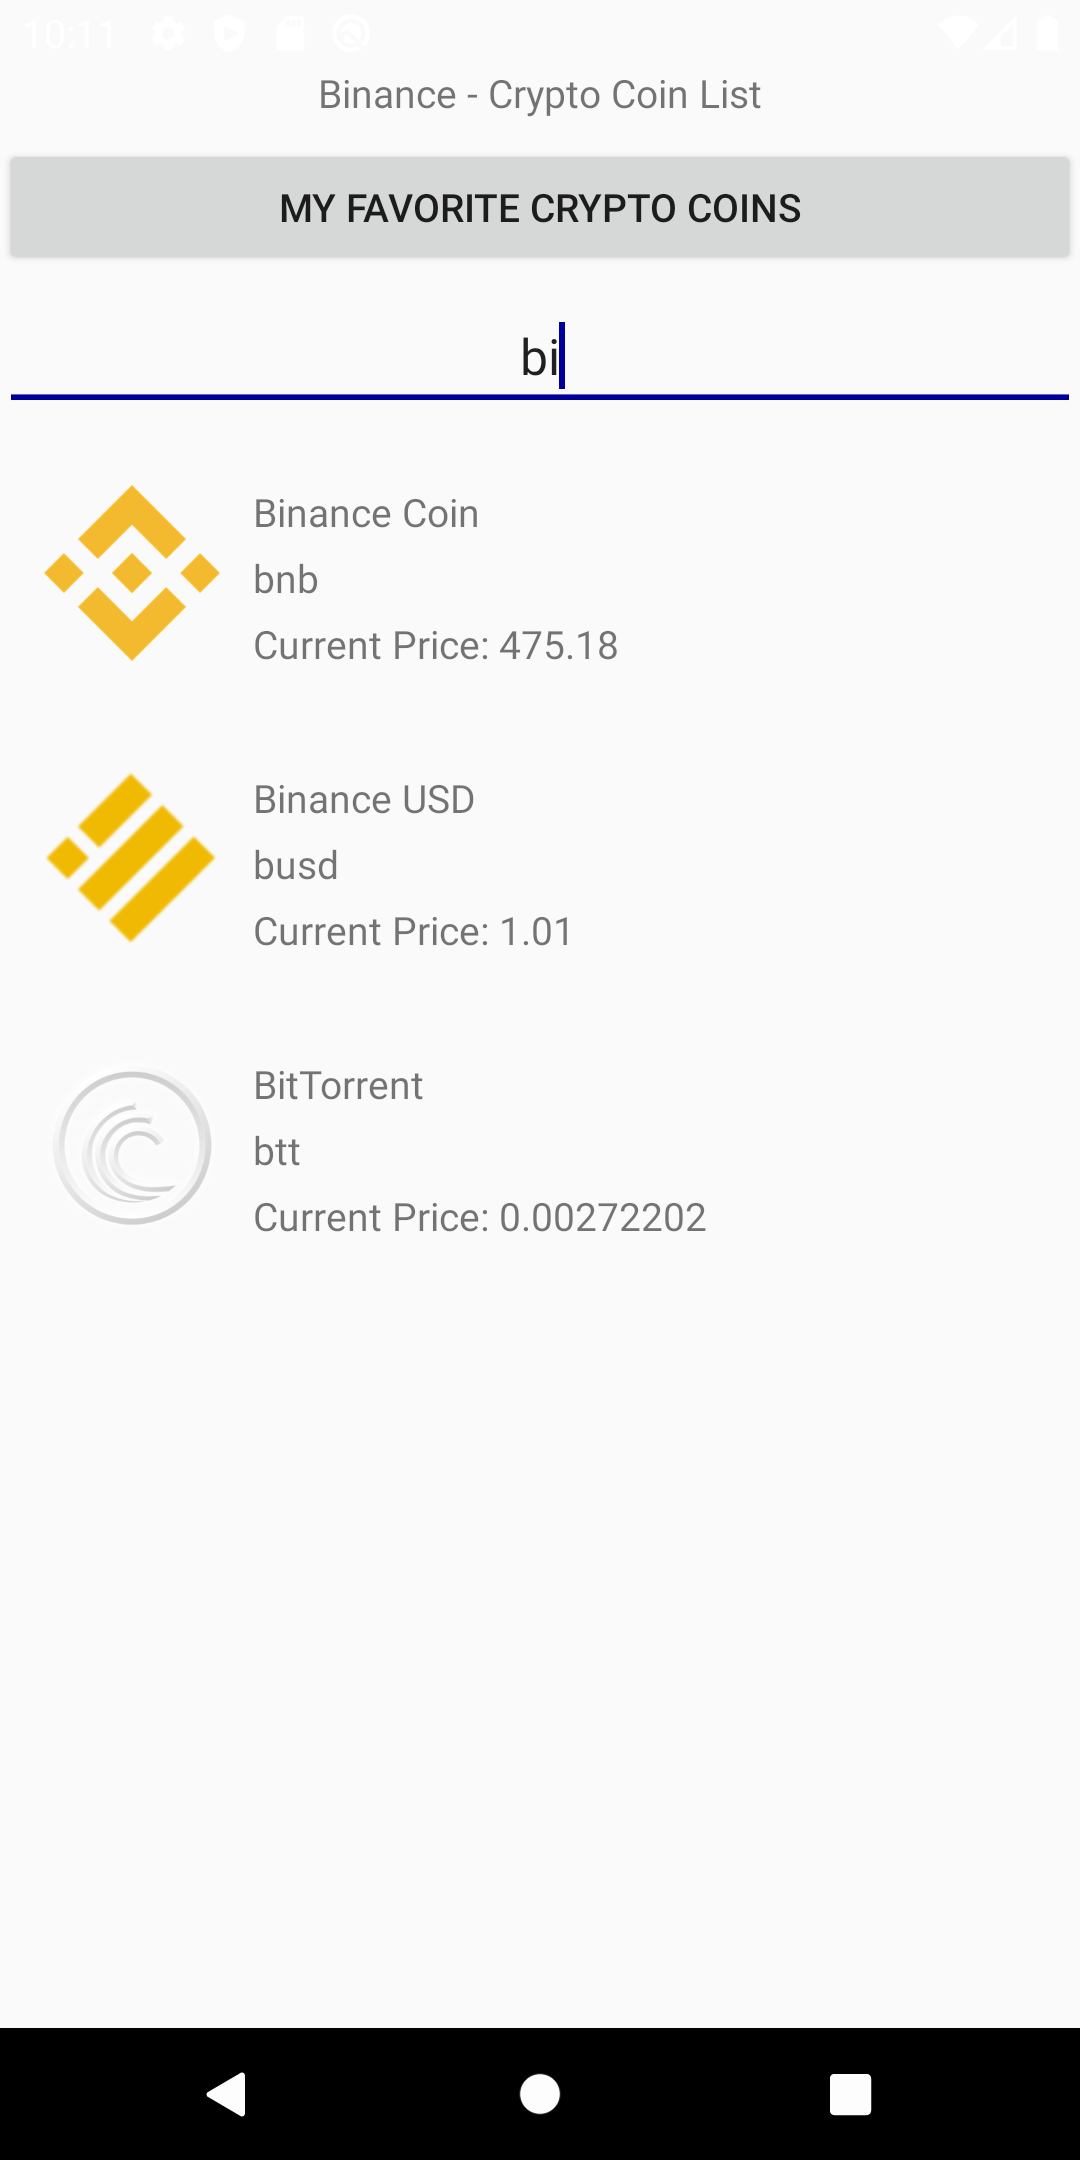 10:11
Binance - Crypto Coin List
MY FAVORITE CRYPTO COINS
bi
Binance Coin
bnb
Current Price: 475.18
Binance USD
busd
Current Price: 1.01
BitTorrent
btt
Current Price: 0.00272202